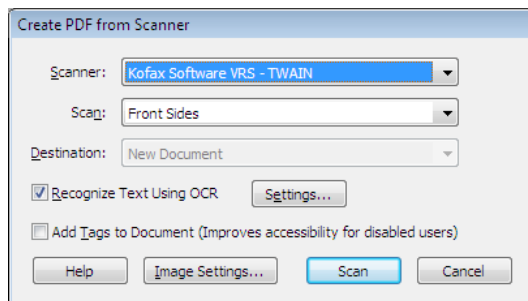 Create PDF from Scanner
Scanner: Kofax Software VRS - TWAIN
Scan: Front Sides
Destination: New Document
Recognize Text Using OCR Settings...
Add Tags to Document (Improves accessibility for disabled users)
Help Image Settings... Scan Cancel